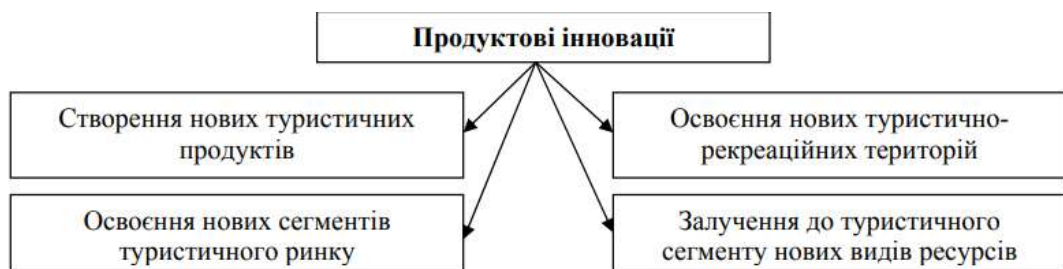 Продуктові інновації
Створення нових туристичних
продуктів
Освоєння нових туристично-
рекреаційних територій
Освоєння нових сегментів
туристичного ринку
Залучення до туристичного
сегменту нових видів ресурсів